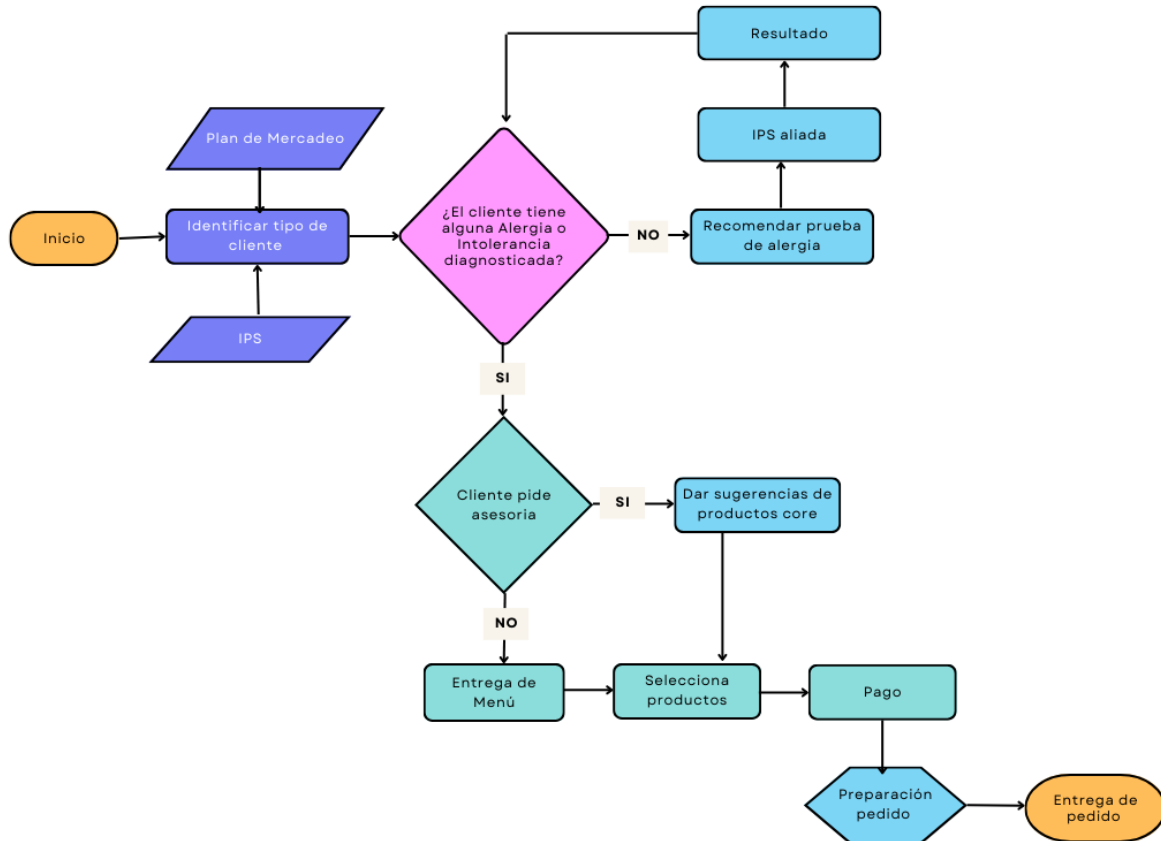 Resultado
Plan de Mercadeo
IPS aliada
Inicio
Identificar tipo de
cliente
¿El cliente tiene
alguna Alergia o
Intolerancia
diagnosticada?
NO
Recomendar prueba
de alergia
IPS
SI
Cliente pide
asesoria
SI
Dar sugerencias de
productos core
NO
Entrega de
Menú
Selecciona
productos
Pago
Preparación
pedido
Entrega de
pedido